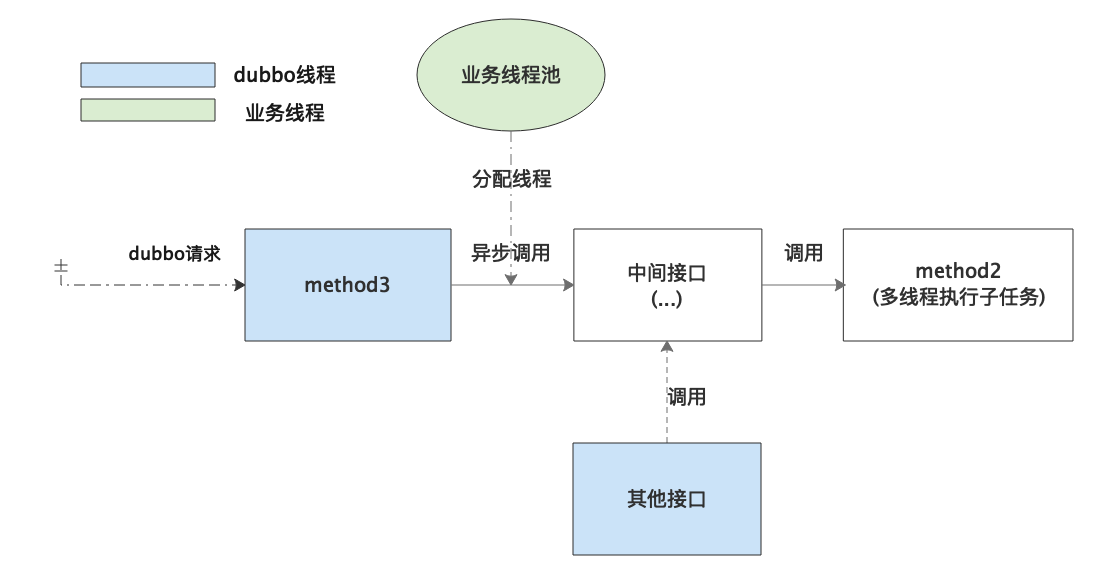 dubbo线程
业务线程
业务线程池
分配线程
dubbo请求
method3
异步调用
中间接口
(...)
调用
method2
(多线程执行子任务)
调用
其他接口